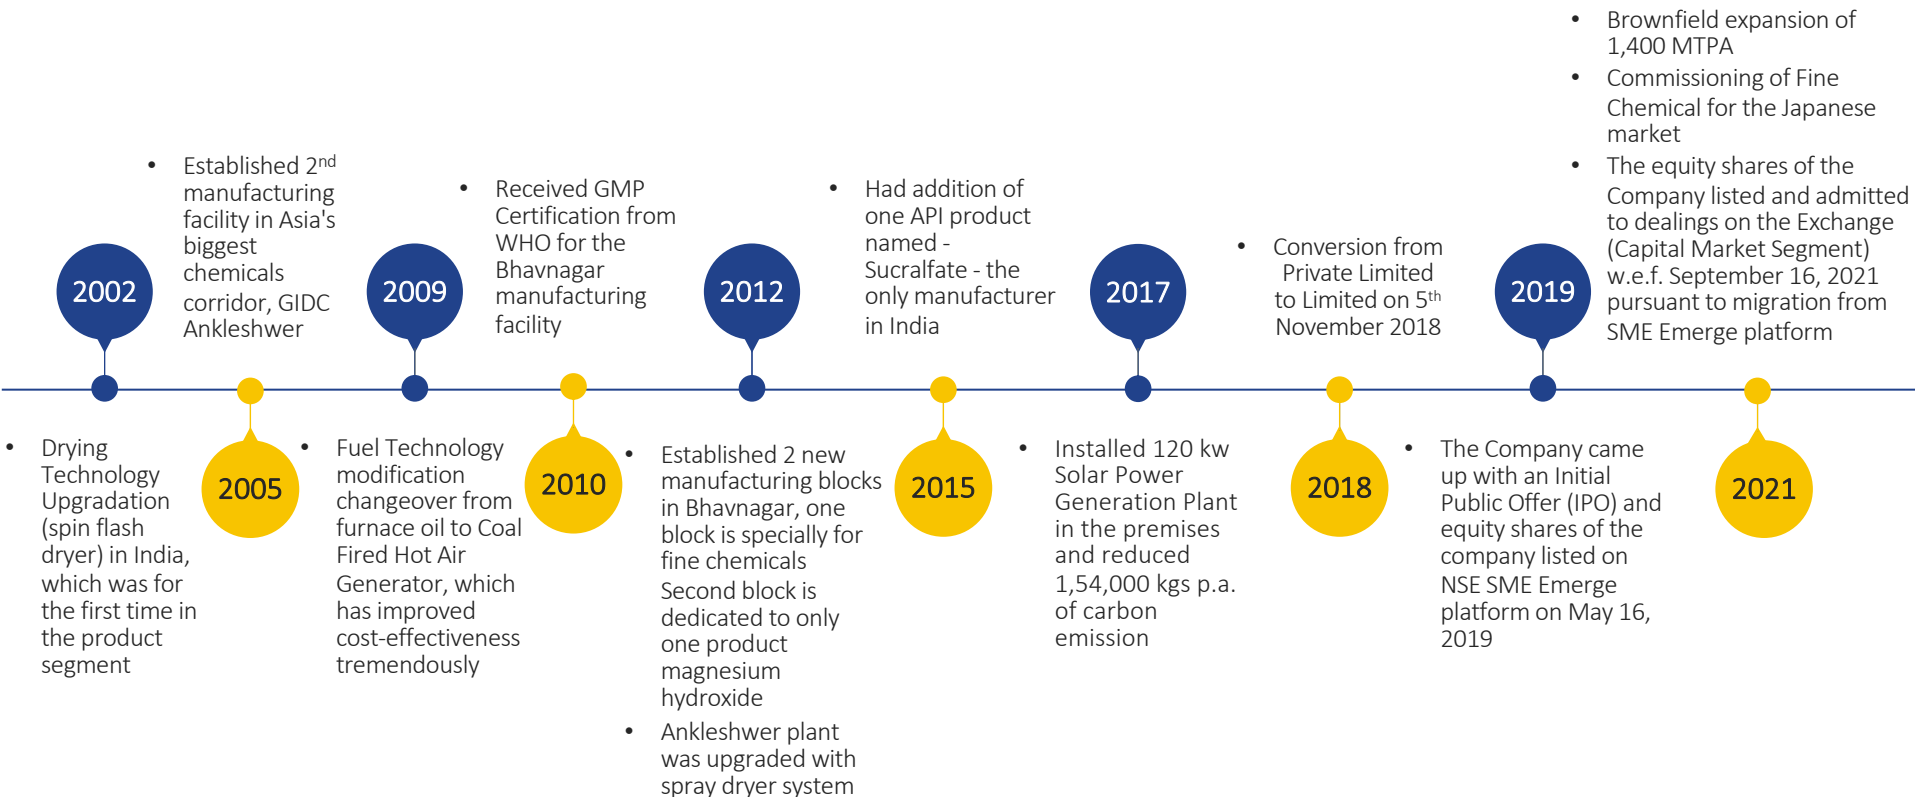 2002
• Drying
Technology
Upgradation
(spin flash
dryer) in India,
which was for
the first time in
the product
segment
• Established 2nd
manufacturing
facility in Asia's
biggest
chemicals
corridor, GIDC
Ankleshwer
2005
2009
• Fuel Technology
modification
changeover from
furnace oil to Coal
Fired Hot Air
Generator, which
has improved
cost-effectiveness
tremendously
• Received GMP
Certification from
WHO for the
Bhavnagar
manufacturing
facility
2010
2012
• Established 2 new
manufacturing blocks
in Bhavnagar, one
block is specially for
fine chemicals
Second block is
dedicated to only
one product
magnesium
hydroxide
• Ankleshwer plant
was upgraded with
spray dryer system
• Had addition of
one API product
named -
Sucralfate - the
only manufacturer
in India
2015
2017
• Installed 120 kw
Solar Power
Generation Plant
in the premises
and reduced
1,54,000 kgs p.a.
of carbon
emission
• Conversion from
Private Limited
to Limited on 5th
November 2018
2018
2019
• The Company came
up with an Initial
Public Offer (IPO) and
equity shares of the
company listed on
NSE SME Emerge
platform on May 16,
2019
• Brownfield expansion of
1,400 MTPA
• Commissioning of Fine
Chemical for the Japanese
market
• The equity shares of the
Company listed and admitted
to dealings on the Exchange
(Capital Market Segment)
w.e.f. September 16, 2021
pursuant to migration from
SME Emerge platform
2021